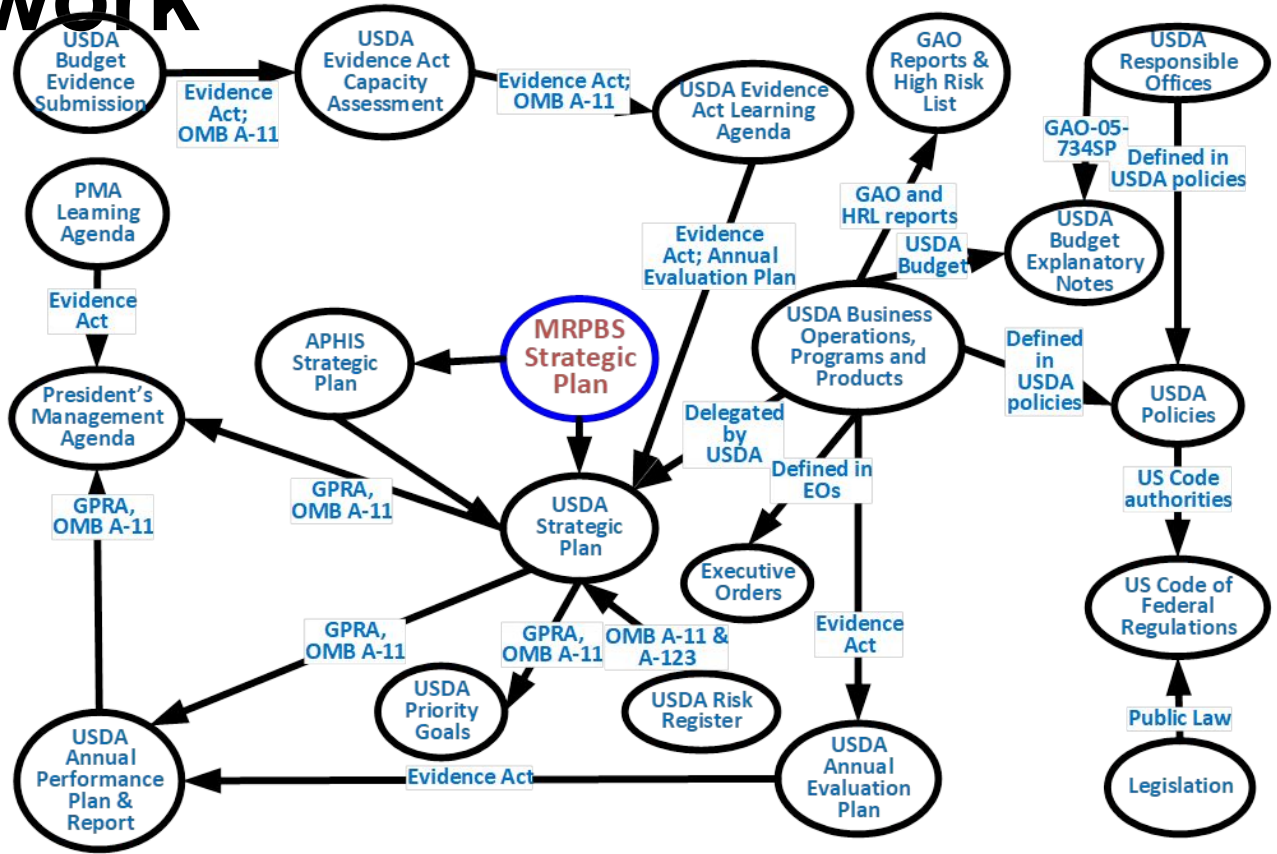 work
USDA
Budget
Evidence
Submission
Evidence
Act;
OMB A-11
USDA
Evidence Act
Capacity
Assessment
Evidence Act;
OMB A-11
USDA Evidence
Act Learning
Agenda
GAO
Reports &
High Risk
List
USDA
Responsible
Offices
GAO-05-
734SP
Defined in
USDA policies
PMA
Learning
Agenda
Evidence
Act
GAO and
HRL reports
USDA
Budget
USDA
Budget
Explanatory
Notes
Evidence
Act; Annual
Evaluation Plan
APHIS
Strategic
Plan
MRPBS
Strategic
Plan
USDA Business
Operations,
Programs and
Products
Defined
in
USDA
policies
USDA
Policies
President's
Management
Agenda
Delegated
by
USDA
Defined in
EOs
US Code
authorities
GPRA,
OMB A-11
GPRA,
OMB A-11
USDA
Strategic
Plan
Executive
Orders
US Code of
Federal
Regulations
GPRA,
OMB A-11
GPRA,
OMB A-11
OMB A-11 &
A-123
Evidence
Act
USDA
Priority
Goals
USDA Risk
Register
Public Law
USDA
Annual
Performance
Plan &
Report
Evidence Act
USDA
Annual
Evaluation
Plan
Legislation